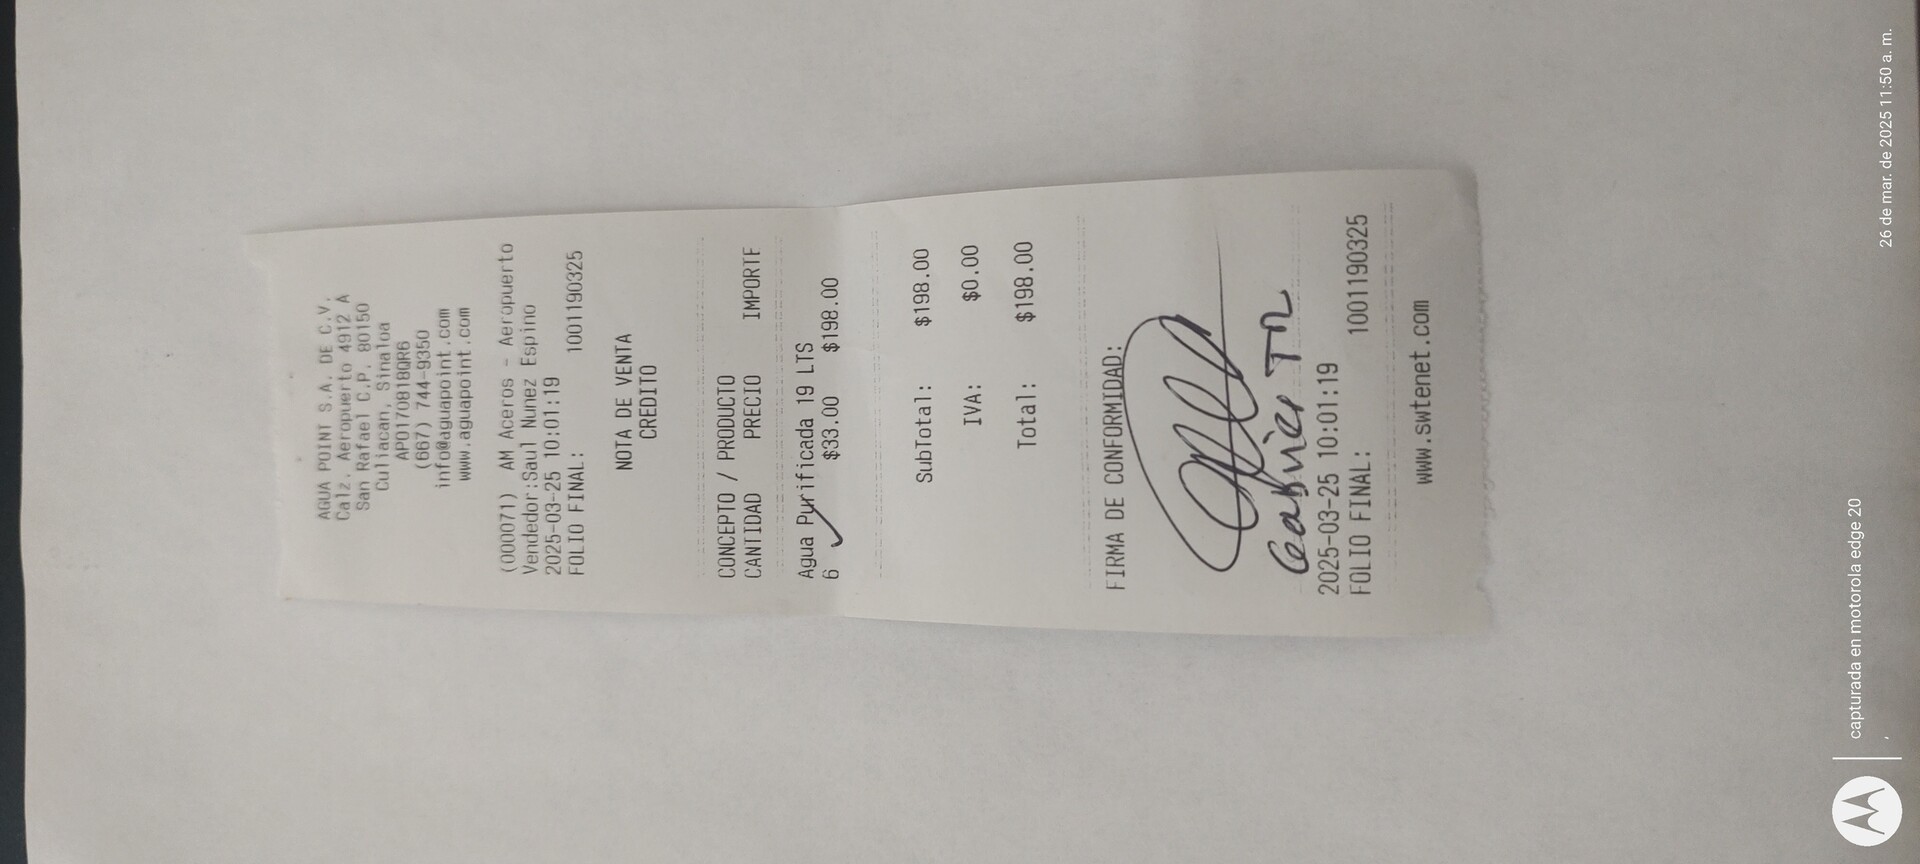 AGUA POINT S.A. DE C.V.
Calz. Aeropuerto 4912 A
San Rafael C.P. 80150
Culiacan, Sinaloa
APO170818QR6
(667) 744-9350
info@aguapoint.com
www.aguapoint.com
(000071) AM Aceros - Aeropuerto
Vendedor:Saul Nunez Espino
2025-03-25 10:01:19
FOLIO FINAL: 1001190325
NOTA DE VENTA
CREDITO
CONCEPTO / PRODUCTO
CANTIDAD PRECIO IMPORTE
Agua Purificada 19 LTS
6 $33.00 $198.00
SubTotal: $198.00
IVA: $0.00
Total: $198.00
FIRMA DE CONFORMIDAD:
2025-03-25 10:01:19
FOLIO FINAL: 1001190325
www.swtenet.com
capturada en motorola edge 20
26 de mar. de 2025 11:50 a. m.